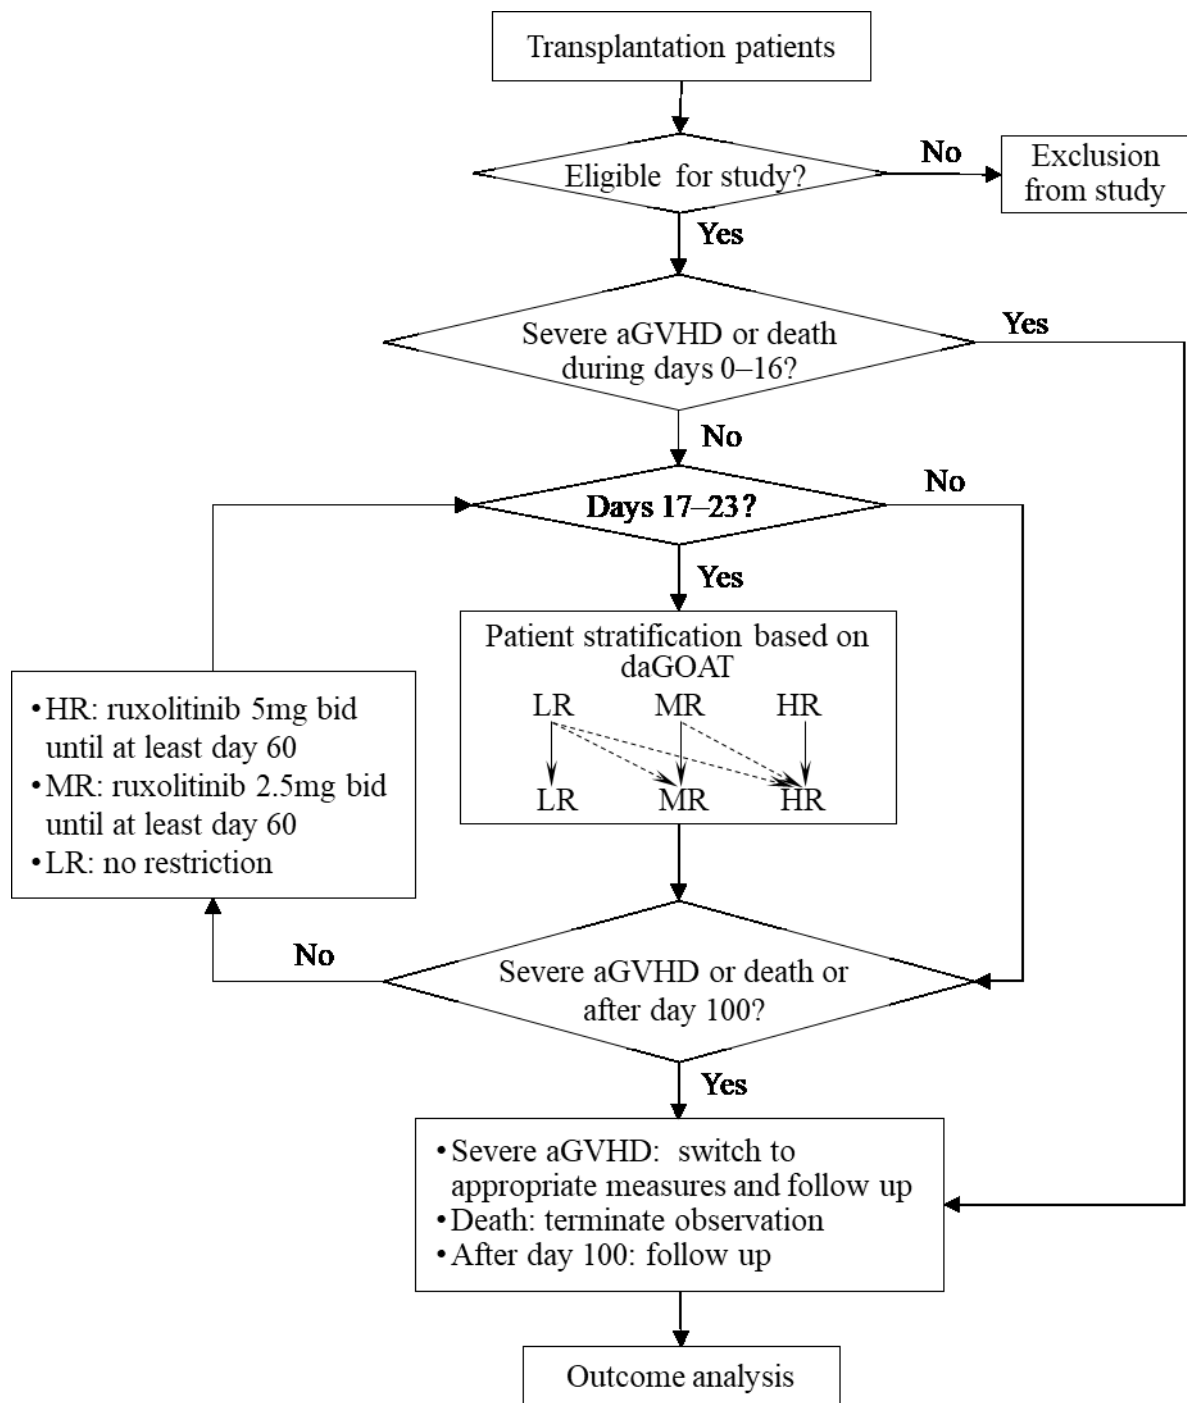 Transplantation patients
Eligible for study?
No
Exclusion
from study
Yes
Severe aGVHD or death
during days 0–16?
Yes
No
Days 17–23?
No
Yes
Patient stratification based on
daGOAT
LR MR HR
LR MR HR
•HR: ruxolitinib 5mg bid
until at least day 60
•MR: ruxolitinib 2.5mg bid
until at least day 60
•LR: no restriction
No
Severe aGVHD or death or
after day 100?
Yes
•Severe aGVHD: switch to
appropriate measures and follow up
•Death: terminate observation
•After day 100: follow up
Outcome analysis